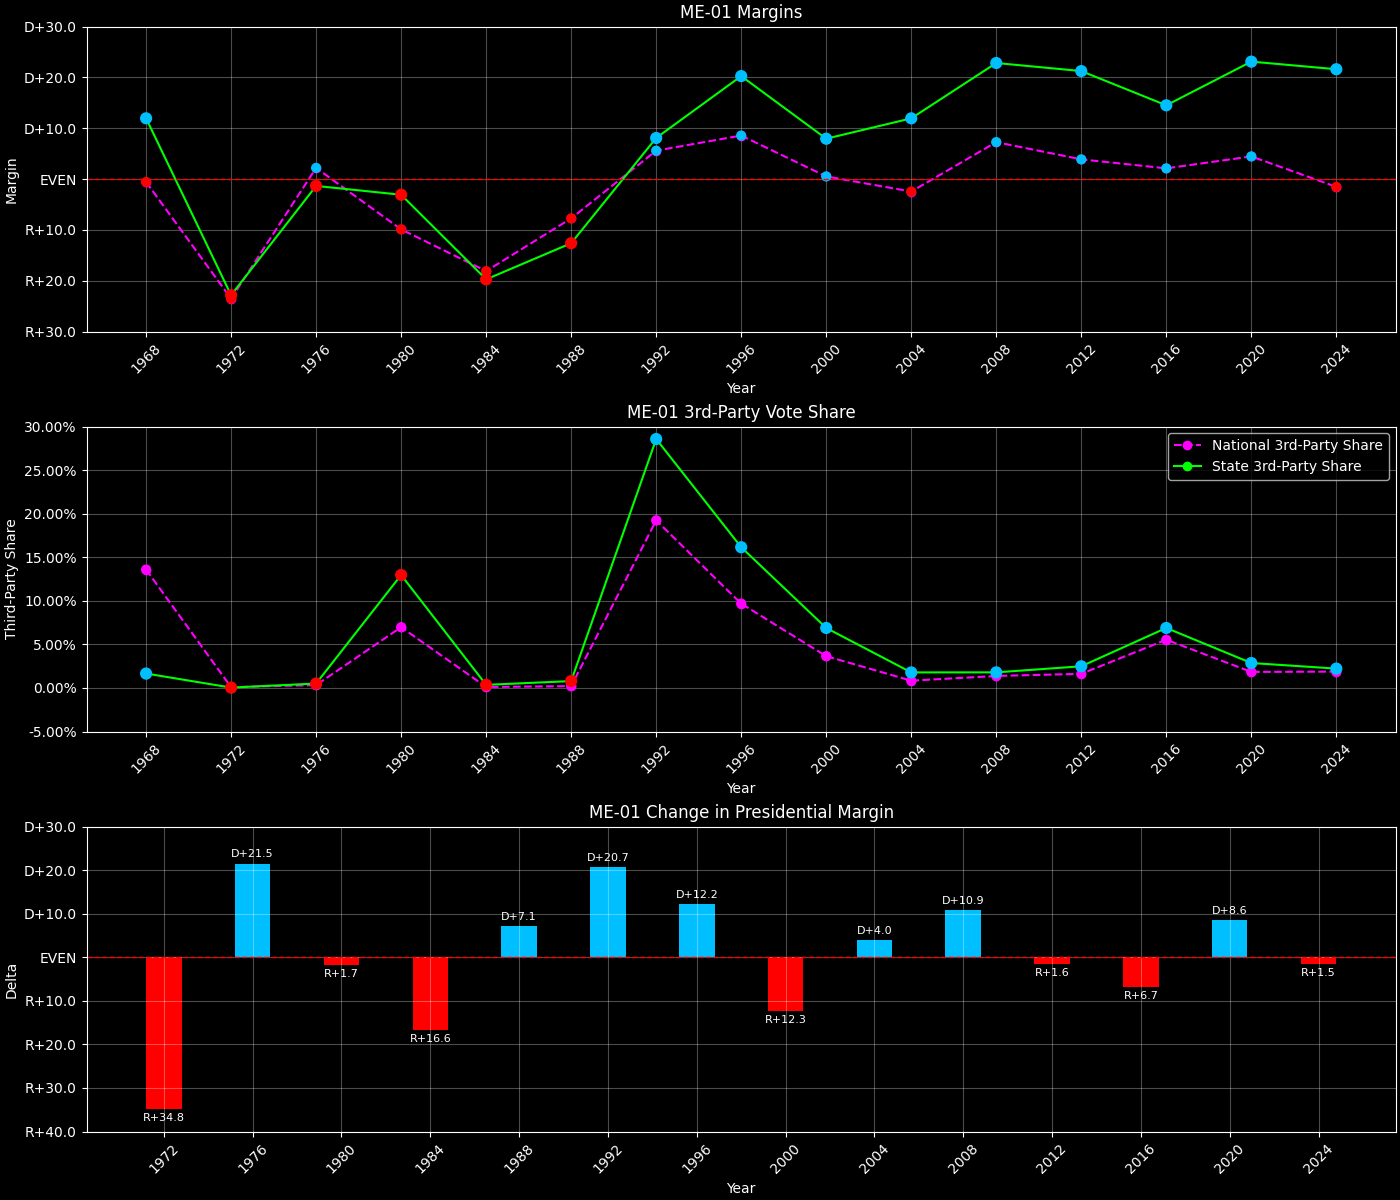 ME-01 Margins
D+30.0
D+20.0
D+10.0
EVEN
R+10.0
R+20.0
R+30.0
Margin
1968
1972
1976
1980
1984
1988
1992
1996
2000
2004
2008
2012
2016
2020
2024
Year
ME-01 3rd-Party Vote Share
30.00%
25.00%
20.00%
15.00%
10.00%
5.00%
0.00%
-5.00%
Third-Party Share
National 3rd-Party Share
State 3rd-Party Share
1968
1972
1976
1980
1984
1988
1992
1996
2000
2004
2008
2012
2016
2020
2024
Year
ME-01 Change in Presidential Margin
D+30.0
D+20.0
D+10.0
EVEN
R+10.0
R+20.0
R+30.0
R+40.0
Delta
R+34.8
D+21.5
R+1.7
R+16.6
D+7.1
D+20.7
D+12.2
R+12.3
D+4.0
D+10.9
R+1.6
R+6.7
D+8.6
R+1.5
1972
1976
1980
1984
1988
1992
1996
2000
2004
2008
2012
2016
2020
2024
Year